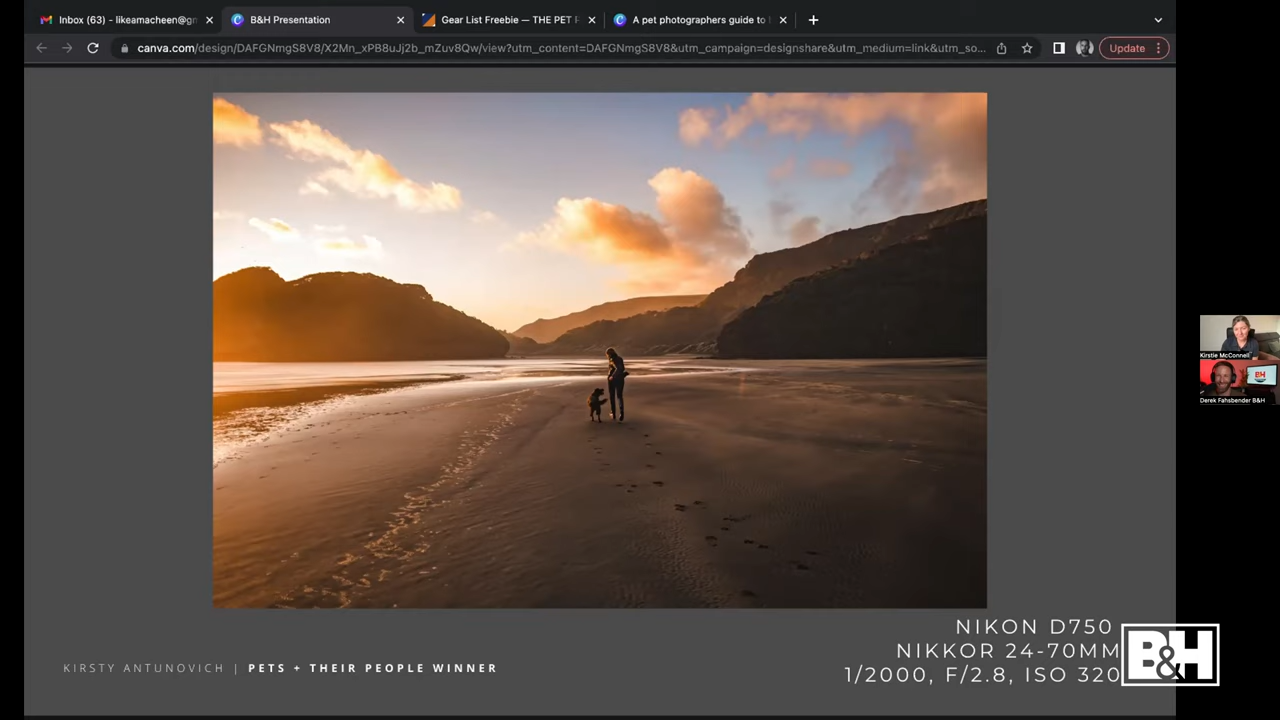 Inbox (63) - likeamacheen@gn
B&H Presentation
Gear List Freebie — THE PET F
A pet photographers guide to l
canva.com/design/DAFGNmgS8V8/X2Mn_xPB8uJj2b_mZuv8Qw/view?utm_content=DAFGNmgS8V8&utm_campaign=designshare&utm_medium=link&utm_so...
Update
Kirstie McConnell
Derek Fahsbender B&H
NIKON D750
NIKKOR 24-70MM
1/2000, F/2.8, ISO 320
B&H
KIRSTY ANTUNOVICH | PETS + THEIR PEOPLE WINNER